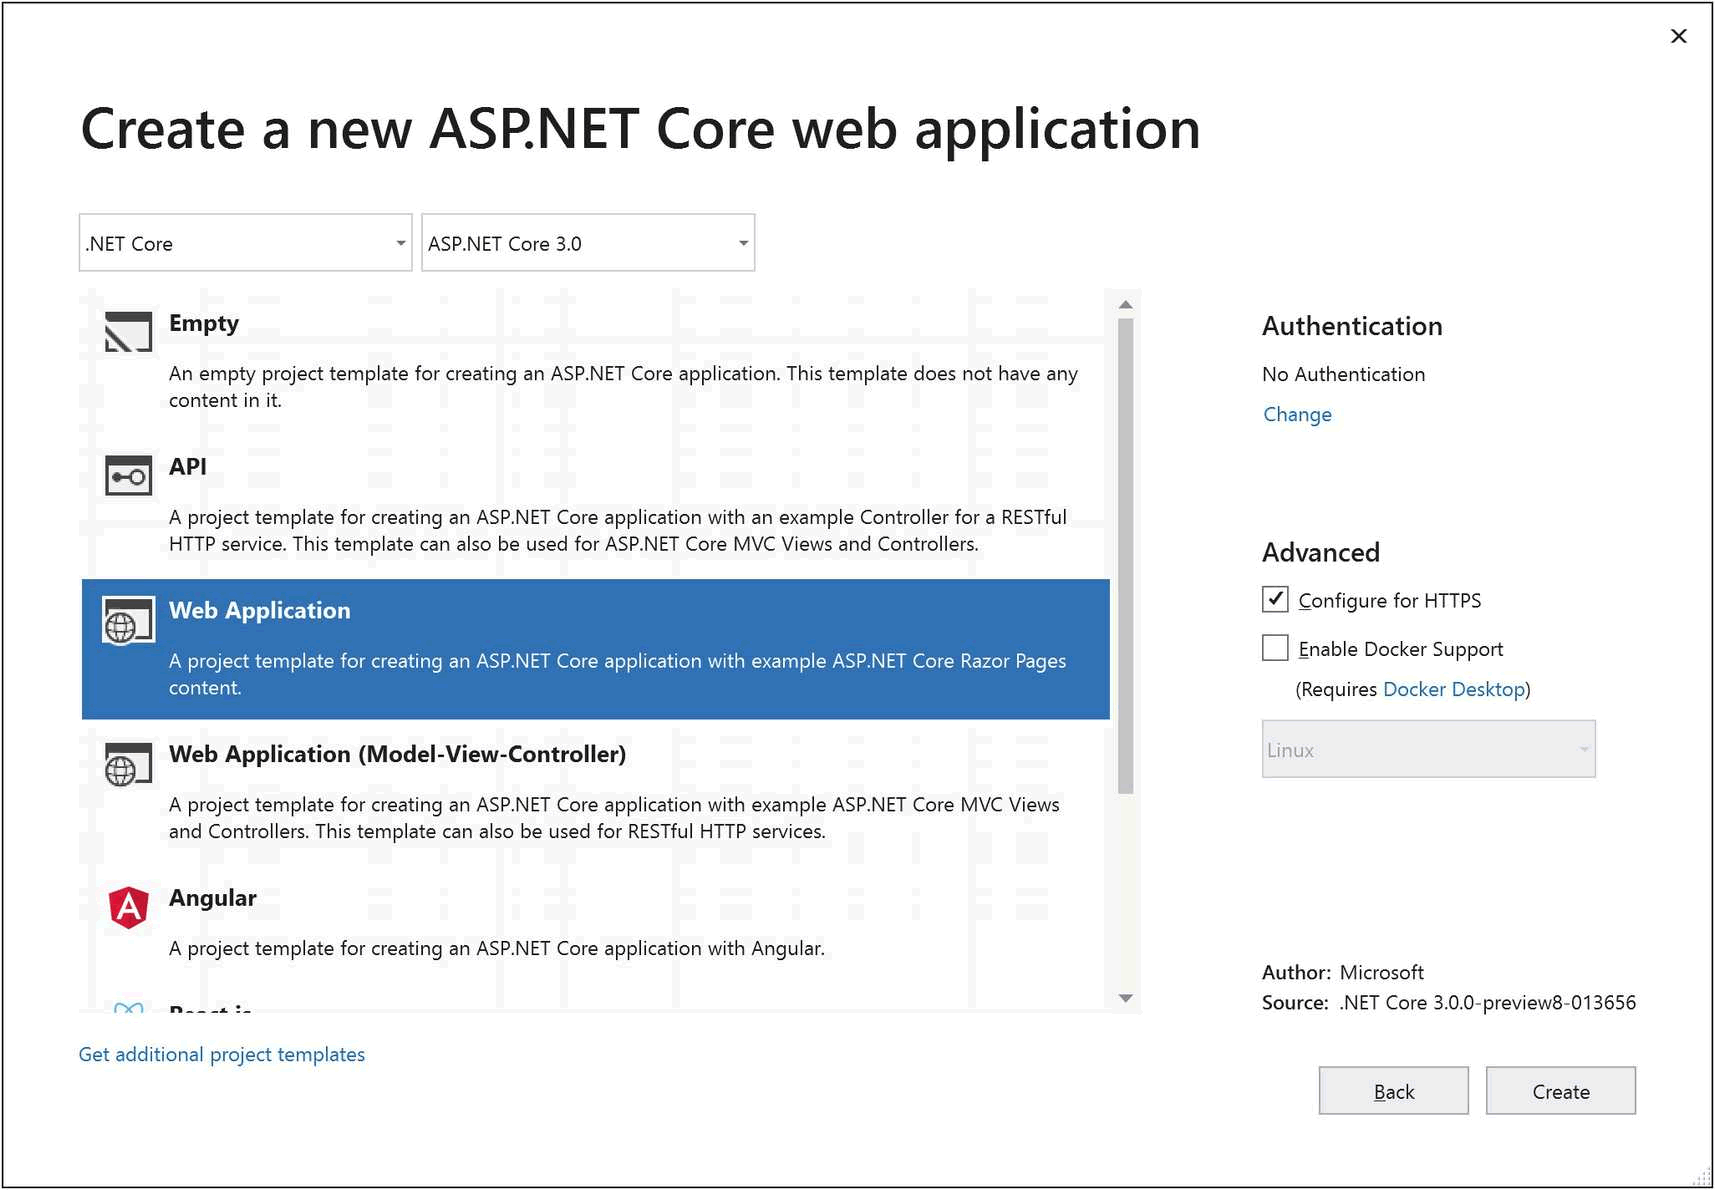 Create a new ASP.NET Core web application
.NET Core
ASP.NET Core 3.0
Empty
An empty project template for creating an ASP.NET Core application. This template does not have any
content in it.
API
A project template for creating an ASP.NET Core application with an example Controller for a RESTful
HTTP service. This template can also be used for ASP.NET Core MVC Views and Controllers.
Web Application
A project template for creating an ASP.NET Core application with example ASP.NET Core Razor Pages
content.
Web Application (Model-View-Controller)
A project template for creating an ASP.NET Core application with example ASP.NET Core MVC Views
and Controllers. This template can also be used for RESTful HTTP services.
Angular
A project template for creating an ASP.NET Core application with Angular.
React.js
Get additional project templates
Authentication
No Authentication
Change
Advanced
Configure for HTTPS
Enable Docker Support
(Requires Docker Desktop)
Linux
Author: Microsoft
Source: .NET Core 3.0.0-preview8-013656
Back
Create